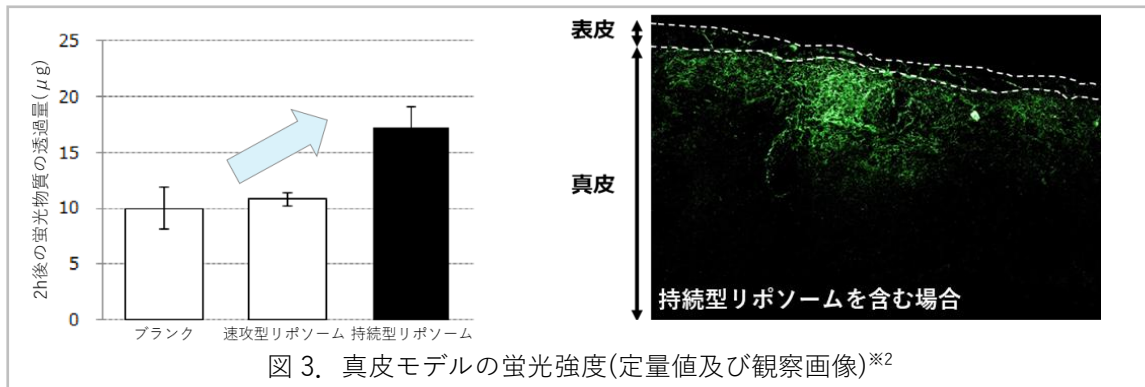 2h後の蛍光物質の透過量(μg)
25
20
15
10
5
0
ブランク
速攻型リポソーム
持続型リポソーム
表皮
真皮
持続型リポソームを含む場合
図 3. 真皮モデルの蛍光強度(定量値及び観察画像)※2